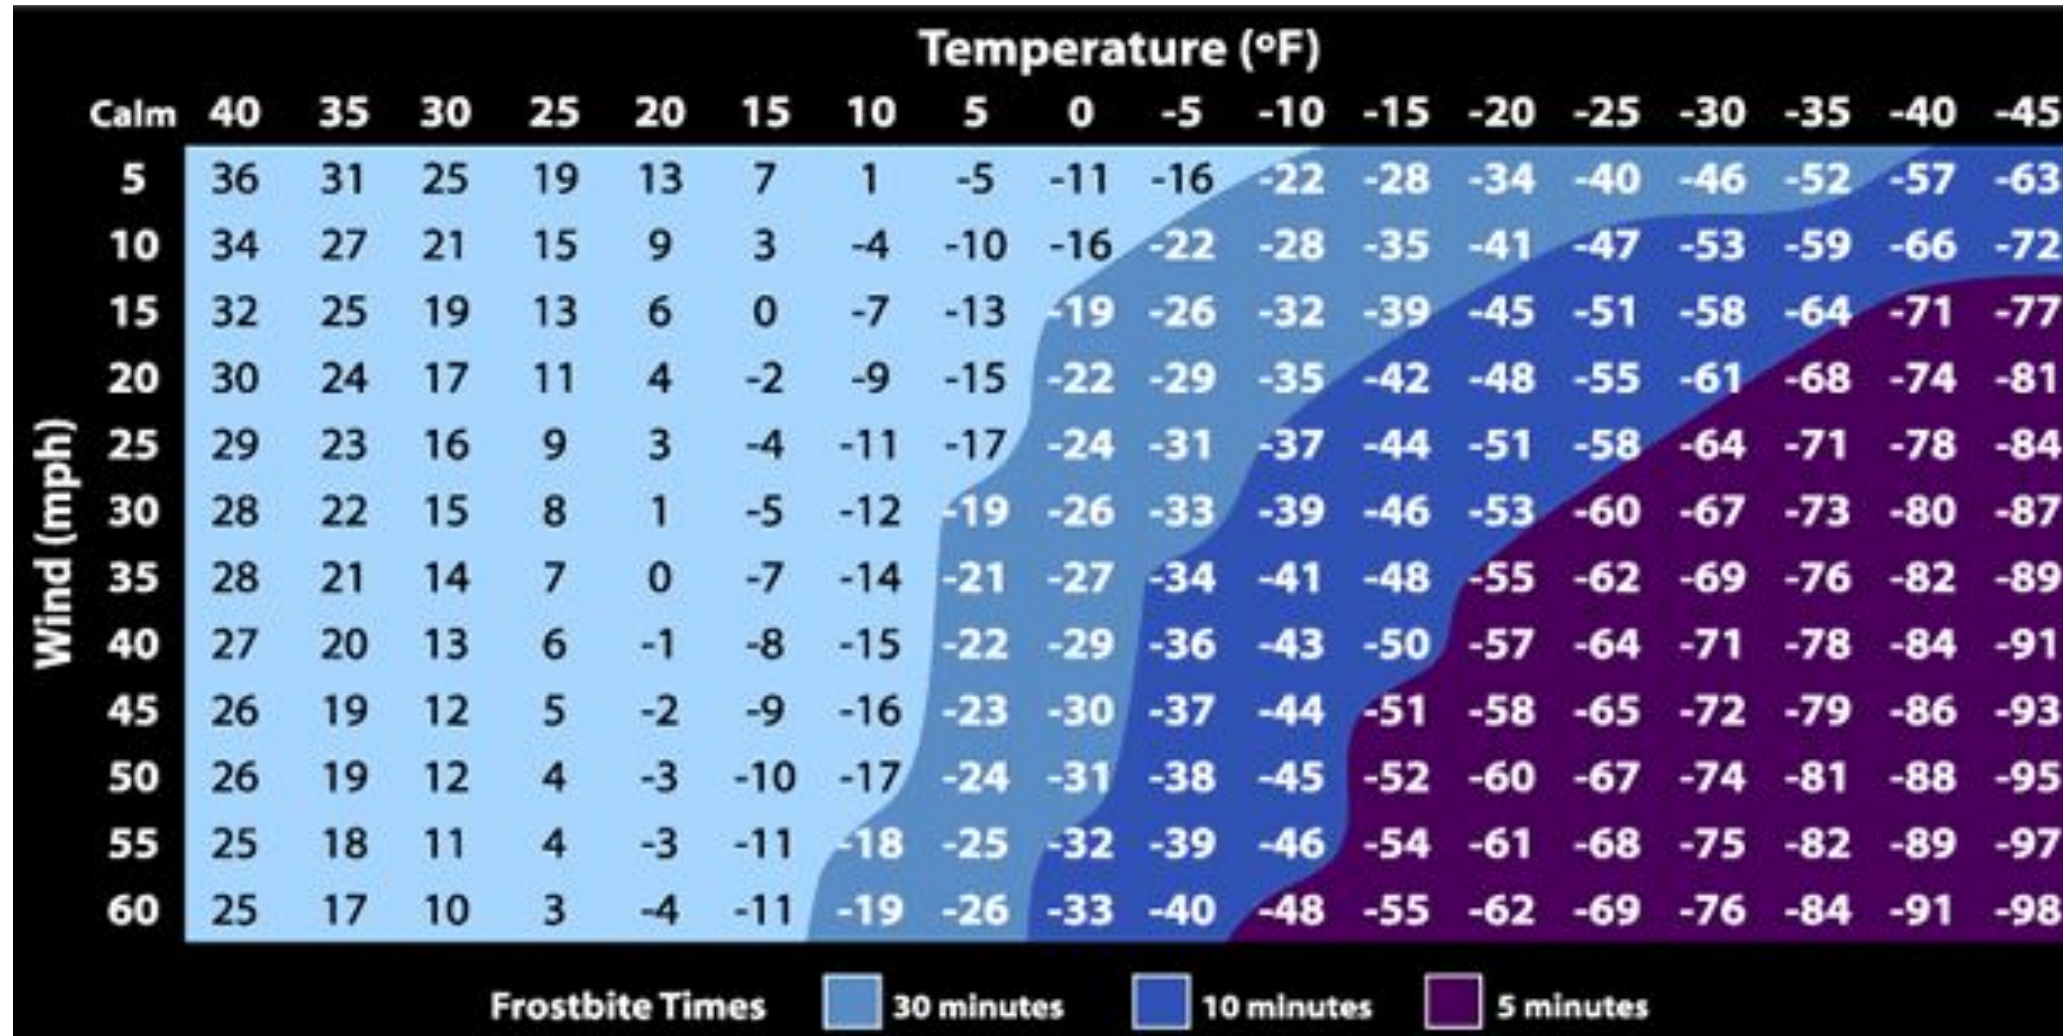 Temperature (ºF)
Calm 40 35 30 25 20 15 10 5 0 -5 -10 -15 -20 -25 -30 -35 -40 -45
5 36 31 25 19 13 7 1 -5 -11 -16 -22 -28 -34 -40 -46 -52 -57 -63
10 34 27 21 15 9 3 -4 -10 -16 -22 -28 -35 -41 -47 -53 -59 -66 -72
15 32 25 19 13 6 0 -7 -13 -19 -26 -32 -39 -45 -51 -58 -64 -71 -77
20 30 24 17 11 4 -2 -9 -15 -22 -29 -35 -42 -48 -55 -61 -68 -74 -81
25 29 23 16 9 3 -4 -11 -17 -24 -31 -37 -44 -51 -58 -64 -71 -78 -84
30 28 22 15 8 1 -5 -12 -19 -26 -33 -39 -46 -53 -60 -67 -73 -80 -87
35 28 21 14 7 0 -7 -14 -21 -27 -34 -41 -48 -55 -62 -69 -76 -82 -89
40 27 20 13 6 -1 -8 -15 -22 -29 -36 -43 -50 -57 -64 -71 -78 -84 -91
45 26 19 12 5 -2 -9 -16 -23 -30 -37 -44 -51 -58 -65 -72 -79 -86 -93
50 26 19 12 4 -3 -10 -17 -24 -31 -38 -45 -52 -60 -67 -74 -81 -88 -95
55 25 18 11 4 -3 -11 -18 -25 -32 -39 -46 -54 -61 -68 -75 -82 -89 -97
60 25 17 10 3 -4 -11 -19 -26 -33 -40 -48 -55 -62 -69 -76 -84 -91 -98
Wind (mph)
Frostbite Times 30 minutes 10 minutes 5 minutes